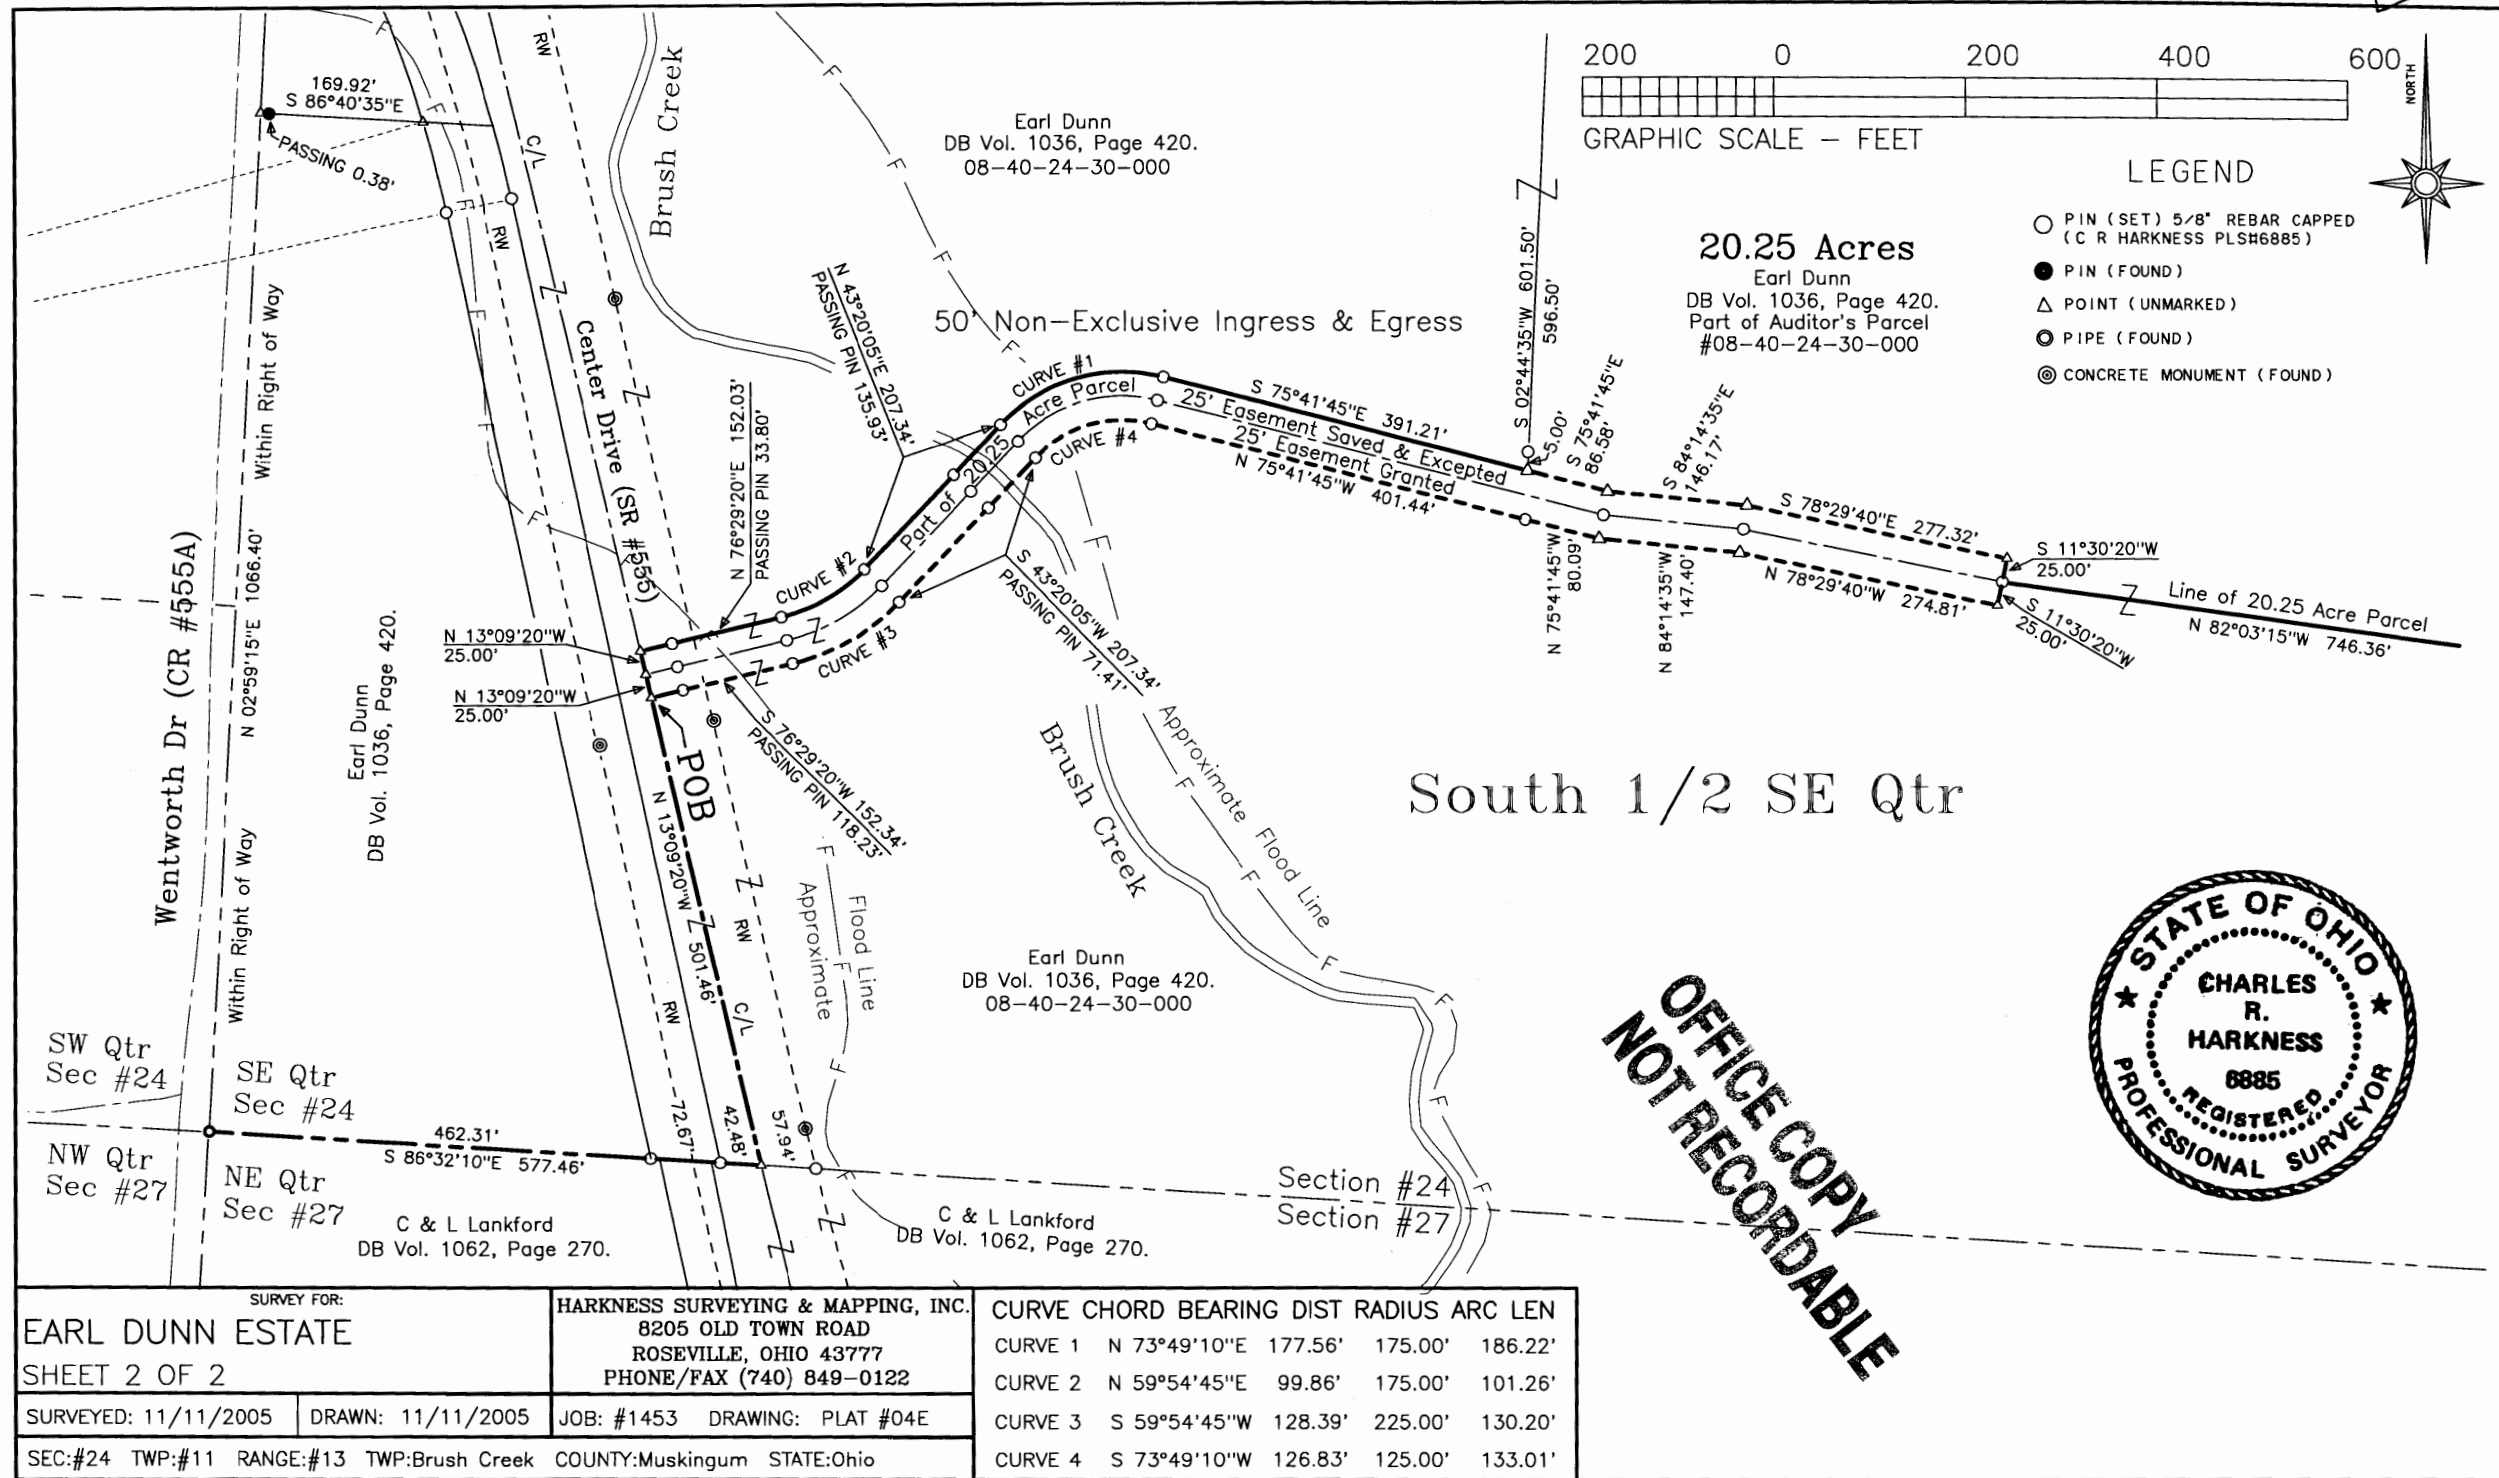 200 0 200 400 600
GRAPHIC SCALE – FEET
NORTH
LEGEND
PIN (SET) 5/8" REBAR CAPPED
(C R HARKNESS PLS#6885)
PIN (FOUND)
POINT (UNMARKED)
PIPE (FOUND)
CONCRETE MONUMENT (FOUND)
169.92'
S 86°40'35"E
PASSING 0.38'
RW
C/L
RW
Brush Creek
Earl Dunn
DB Vol. 1036, Page 420.
08-40-24-30-000
20.25 Acres
Earl Dunn
DB Vol. 1036, Page 420.
Part of Auditor's Parcel
#08-40-24-30-000
50' Non-Exclusive Ingress & Egress
S 02°44'35"W 601.50'
596.50'
5.00'
Within Right of Way
N 02°59'15"E 1066.40'
Within Right of Way
Wentworth Dr (CR #555A)
Center Drive (SR #555)
Earl Dunn
DB Vol. 1036, Page 420.
N 43°20'05"E 207.34'
PASSING PIN 135.93'
N 76°29'20"E 152.03'
PASSING PIN 33.80'
CURVE #1
CURVE #2
CURVE #3
CURVE #4
Part of 20.25 Acre Parcel
S 75°41'45"E 391.21'
25' Easement Saved & Excepted
25' Easement Granted
N 75°41'45"W 401.44'
S 75°41'45"E
86.58'
S 84°14'35"E
146.17'
S 78°29'40"E 277.32'
S 11°30'20"W
25.00'
N 75°41'45"W
80.09'
N 84°14'35"W
147.40'
N 78°29'40"W 274.81'
S 11°30'20"W
25.00'
Line of 20.25 Acre Parcel
N 82°03'15"W 746.36'
N 13°09'20"W
25.00'
N 13°09'20"W
25.00'
POB
S 43°20'05"W 207.34'
PASSING PIN 71.41'
S 76°29'20"W 152.34'
PASSING PIN 118.23'
N 13°09'20"W 501.46'
RW
C/L
RW
Approximate
Flood Line
Approximate Flood Line
Brush Creek
South 1/2 SE Qtr
Earl Dunn
DB Vol. 1036, Page 420.
08-40-24-30-000
SW Qtr
Sec #24
SE Qtr
Sec #24
NW Qtr
Sec #27
NE Qtr
Sec #27
462.31'
S 86°32'10"E 577.46'
72.67'
42.48'
57.94'
Section #24
Section #27
C & L Lankford
DB Vol. 1062, Page 270.
C & L Lankford
DB Vol. 1062, Page 270.
OFFICE COPY
NOT RECORDABLE
STATE OF OHIO
CHARLES
R.
HARKNESS
6885
REGISTERED
PROFESSIONAL SURVEYOR
SURVEY FOR:
EARL DUNN ESTATE
SHEET 2 OF 2
SURVEYED: 11/11/2005 DRAWN: 11/11/2005
HARKNESS SURVEYING & MAPPING, INC.
8205 OLD TOWN ROAD
ROSEVILLE, OHIO 43777
PHONE/FAX (740) 849-0122
JOB: #1453 DRAWING: PLAT #04E
SEC:#24 TWP:#11 RANGE:#13 TWP:Brush Creek COUNTY:Muskingum STATE:Ohio
CURVE CHORD BEARING DIST RADIUS ARC LEN
CURVE 1 N 73°49'10"E 177.56' 175.00' 186.22'
CURVE 2 N 59°54'45"E 99.86' 175.00' 101.26'
CURVE 3 S 59°54'45"W 128.39' 225.00' 130.20'
CURVE 4 S 73°49'10"W 126.83' 125.00' 133.01'